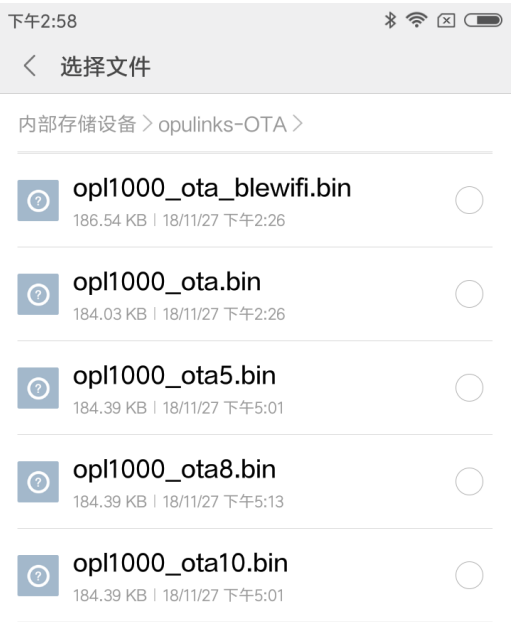 下午2:58
选择文件
内部存储设备 > opulinks-OTA >
opl1000_ota_blewifi.bin
186.54 KB | 18/11/27 下午2:26
opl1000_ota.bin
184.03 KB | 18/11/27 下午2:26
opl1000_ota5.bin
184.39 KB | 18/11/27 下午5:01
opl1000_ota8.bin
184.39 KB | 18/11/27 下午5:13
opl1000_ota10.bin
184.39 KB | 18/11/27 下午5:01